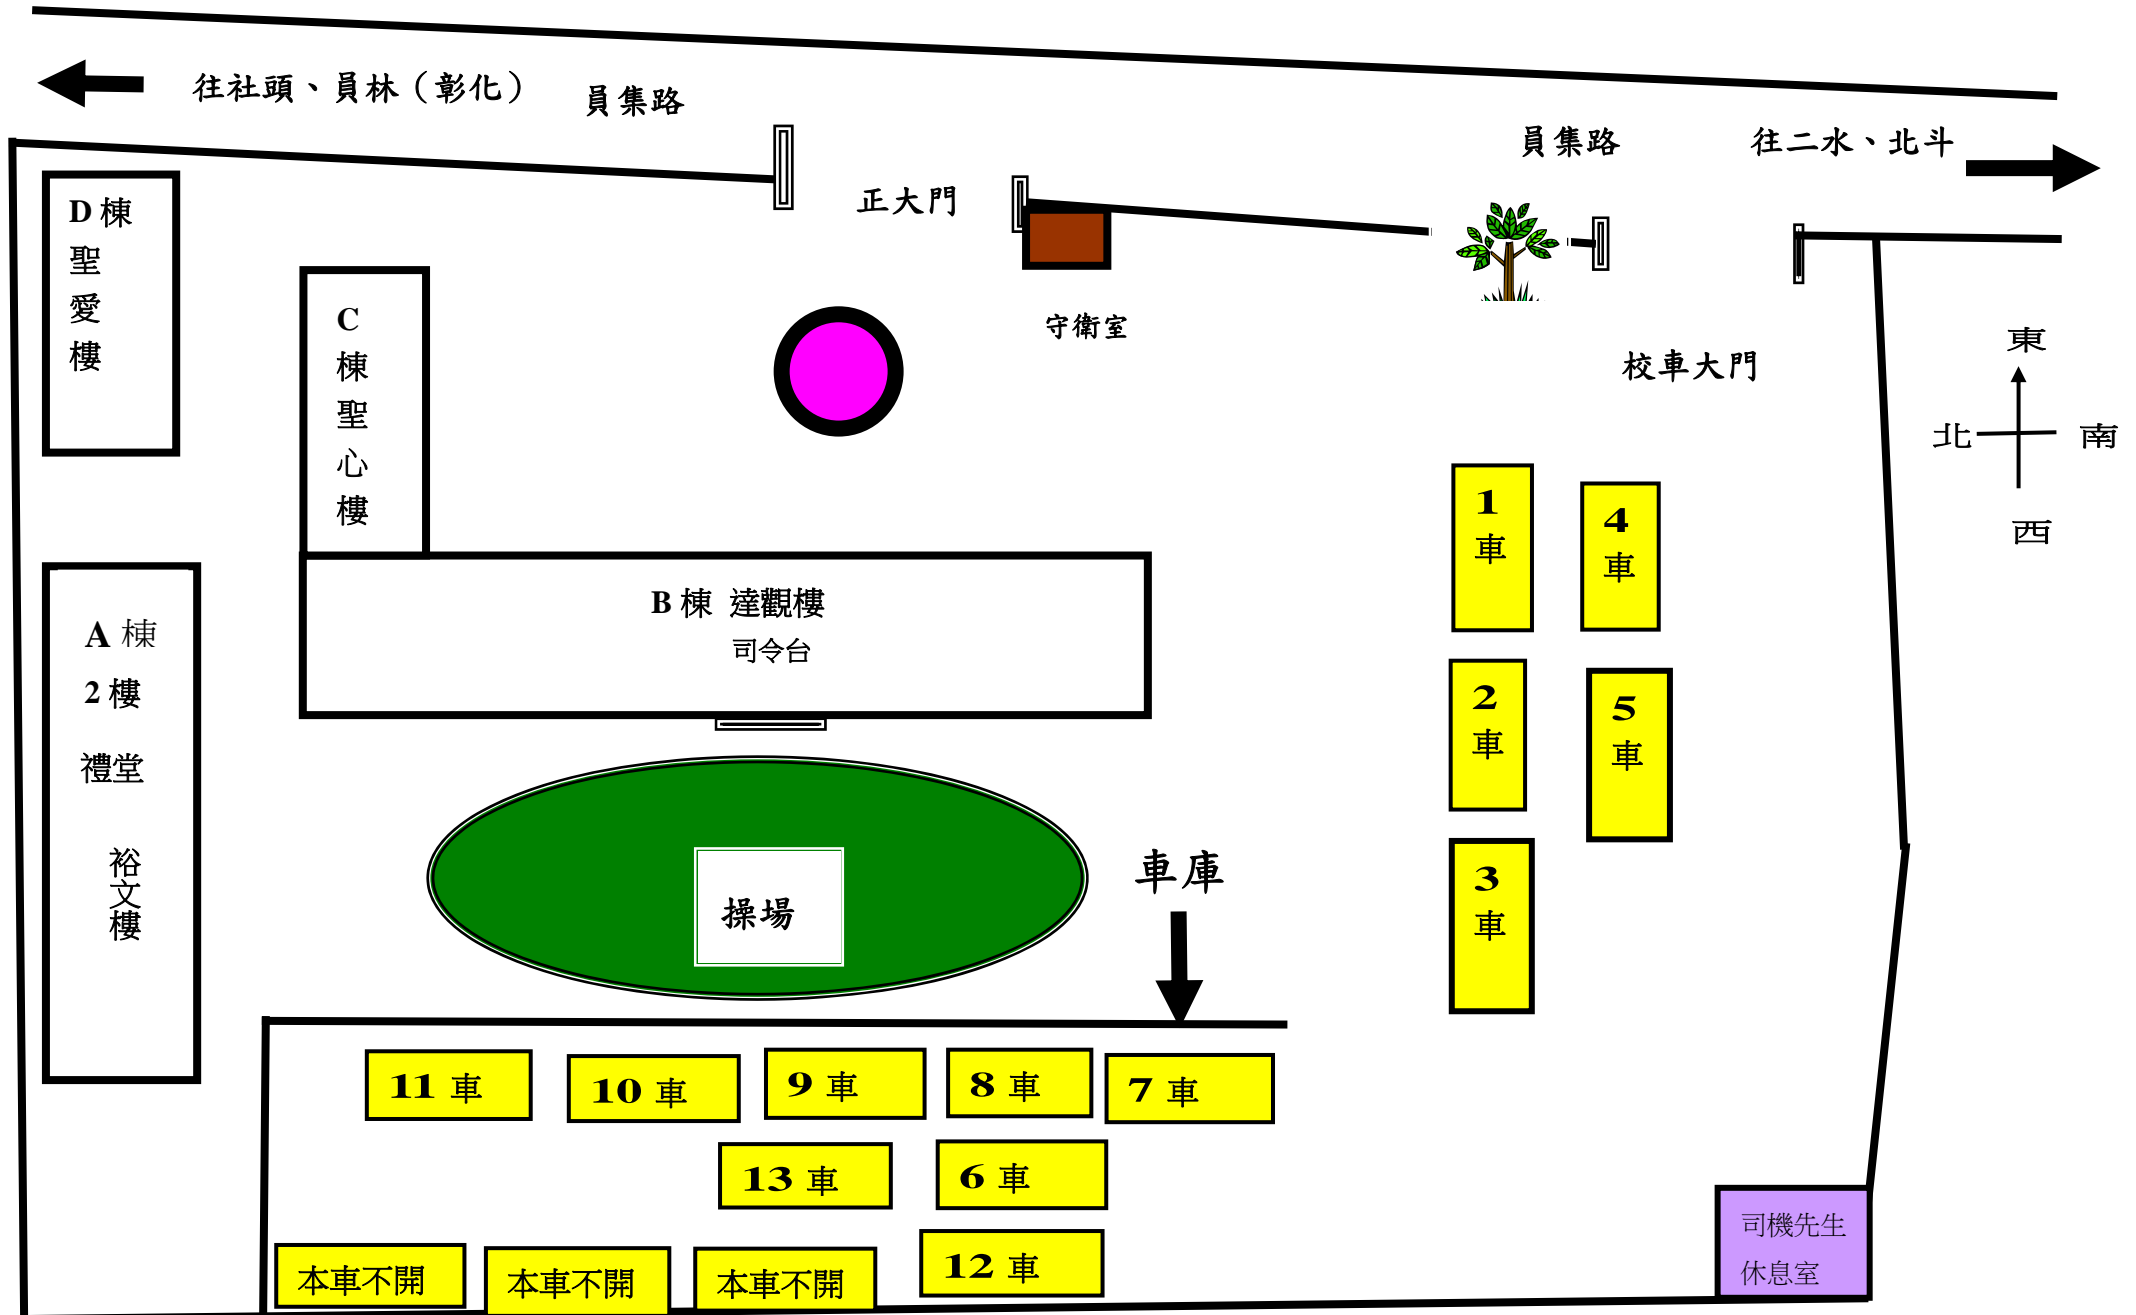 往社頭、員林（彰化）
員集路
員集路
往二水、北斗
正大門
守衛室
校車大門
東
北
南
西
D棟
聖
愛
樓
C
棟
聖
心
樓
B棟 達觀樓
司令台
A 棟
2樓
禮堂
裕
文
樓
操場
車庫
1
車
4
車
2
車
5
車
3
車
11 車
10 車
9 車
8 車
7 車
13 車
6 車
本車不開
本車不開
本車不開
12 車
司機先生
休息室